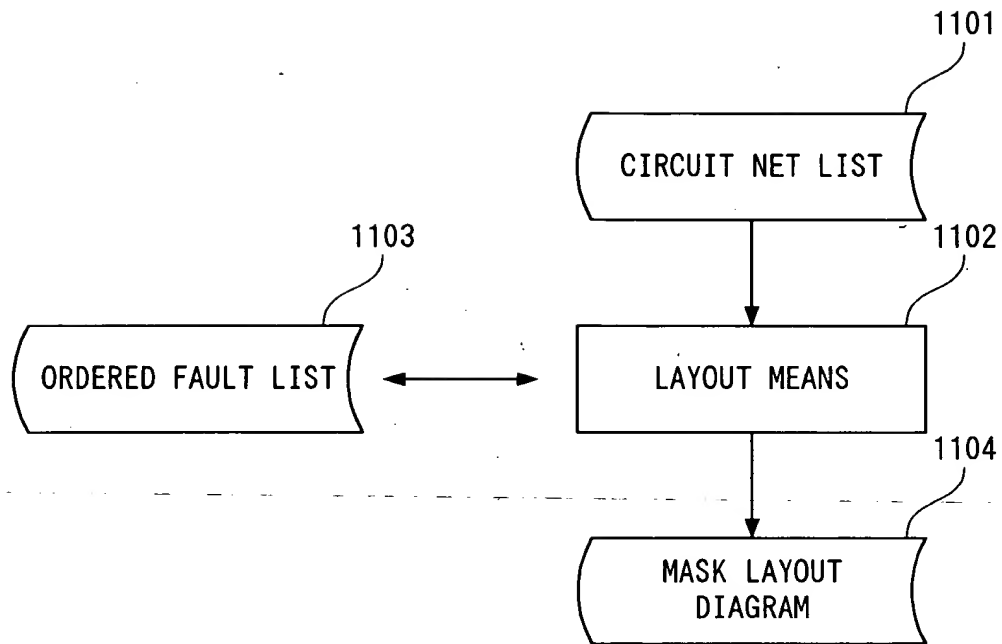 1101
CIRCUIT NET LIST
1103
1102
ORDERED FAULT LIST
LAYOUT MEANS
1104
MASK LAYOUT
DIAGRAM